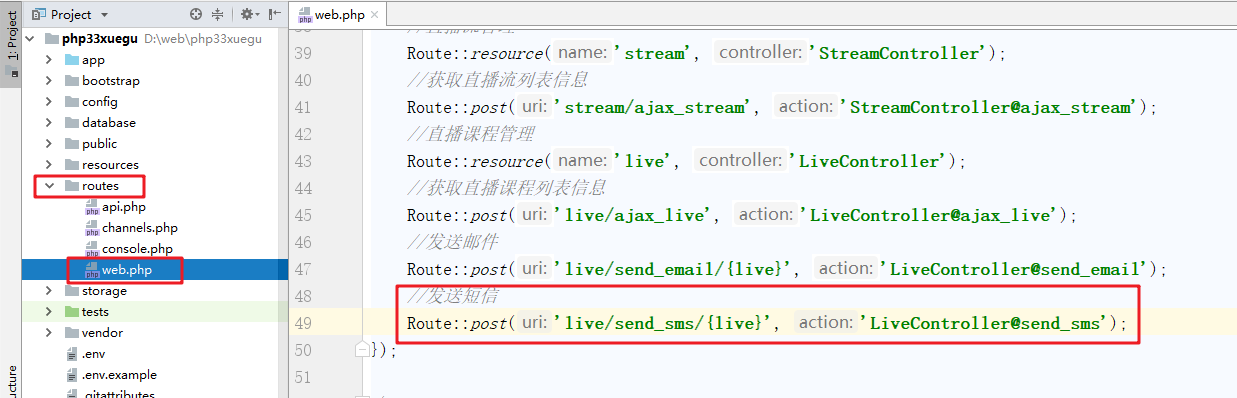 1: Project
ucture
Project
php33xuegu D:\web\php33xuegu
app
bootstrap
config
database
public
resources
routes
api.php
channels.php
console.php
web.php
storage
tests
vendor
.env
.env.example
.gitattributes
web.php
38 //直播课管理
39 Route::resource( name: 'stream', controller: 'StreamController');
40 //获取直播流列表信息
41 Route::post( uri: 'stream/ajax_stream', action: 'StreamController@ajax_stream');
42 //直播课程管理
43 Route::resource( name: 'live', controller: 'LiveController');
44 //获取直播课程列表信息
45 Route::post( uri: 'live/ajax_live', action: 'LiveController@ajax_live');
46 //发送邮件
47 Route::post( uri: 'live/send_email/{live}', action: 'LiveController@send_email');
48 //发送短信
49 Route::post( uri: 'live/send_sms/{live}', action: 'LiveController@send_sms');
50 });
51